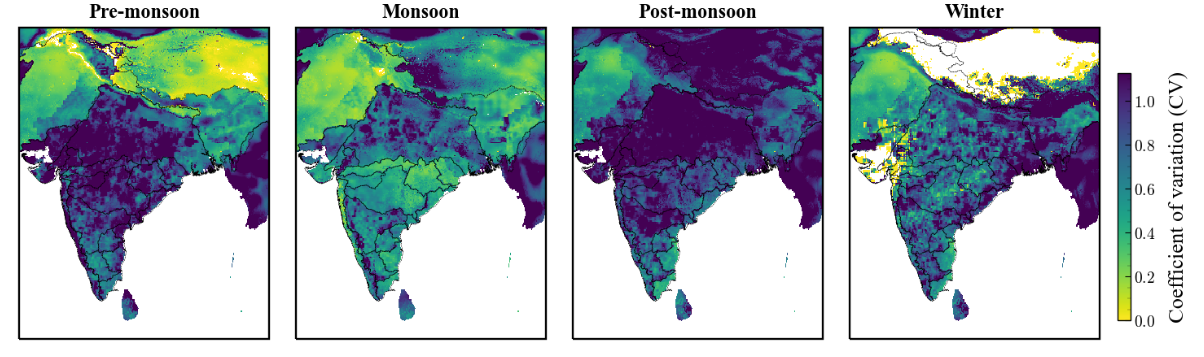 Pre-monsoon
Monsoon
Post-monsoon
Winter
1.0
0.8
0.6
0.4
0.2
0.0
Coefficient of variation (CV)